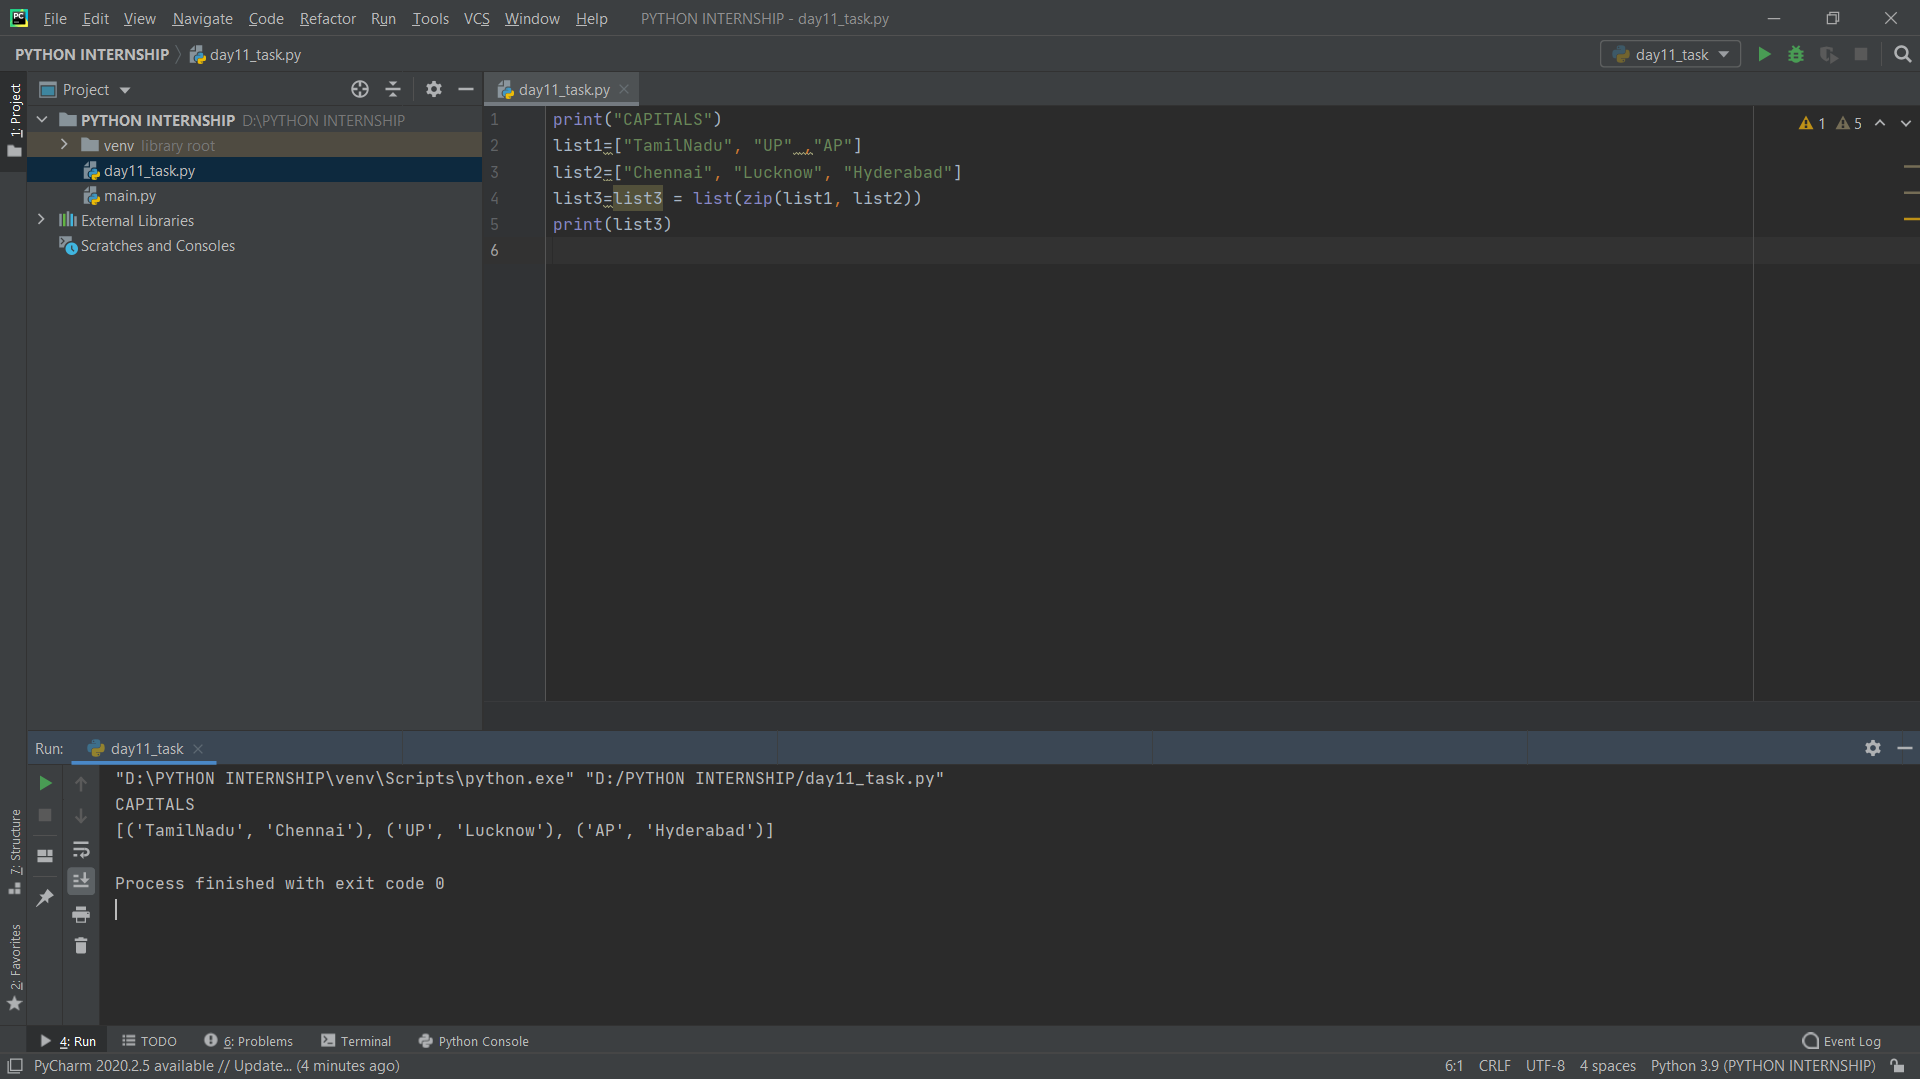 File Edit View Navigate Code Refactor Run Tools VCS Window Help PYTHON INTERNSHIP - day11_task.py
PYTHON INTERNSHIP day11_task.py day11_task
1: Project
Project
day11_task.py
PYTHON INTERNSHIP D:\PYTHON INTERNSHIP
venv library root
day11_task.py
main.py
External Libraries
Scratches and Consoles
1 print("CAPITALS")
2 list1=["TamilNadu", "UP" ,"AP"]
3 list2=["Chennai", "Lucknow", "Hyderabad"]
4 list3=list3 = list(zip(list1, list2))
5 print(list3)
6
1 5
Run: day11_task
"D:\PYTHON INTERNSHIP\venv\Scripts\python.exe" "D:/PYTHON INTERNSHIP/day11_task.py"
CAPITALS
[('TamilNadu', 'Chennai'), ('UP', 'Lucknow'), ('AP', 'Hyderabad')]
Process finished with exit code 0
7: Structure
2: Favorites
4: Run TODO 6: Problems Terminal Python Console Event Log
PyCharm 2020.2.5 available // Update... (4 minutes ago) 6:1 CRLF UTF-8 4 spaces Python 3.9 (PYTHON INTERNSHIP)